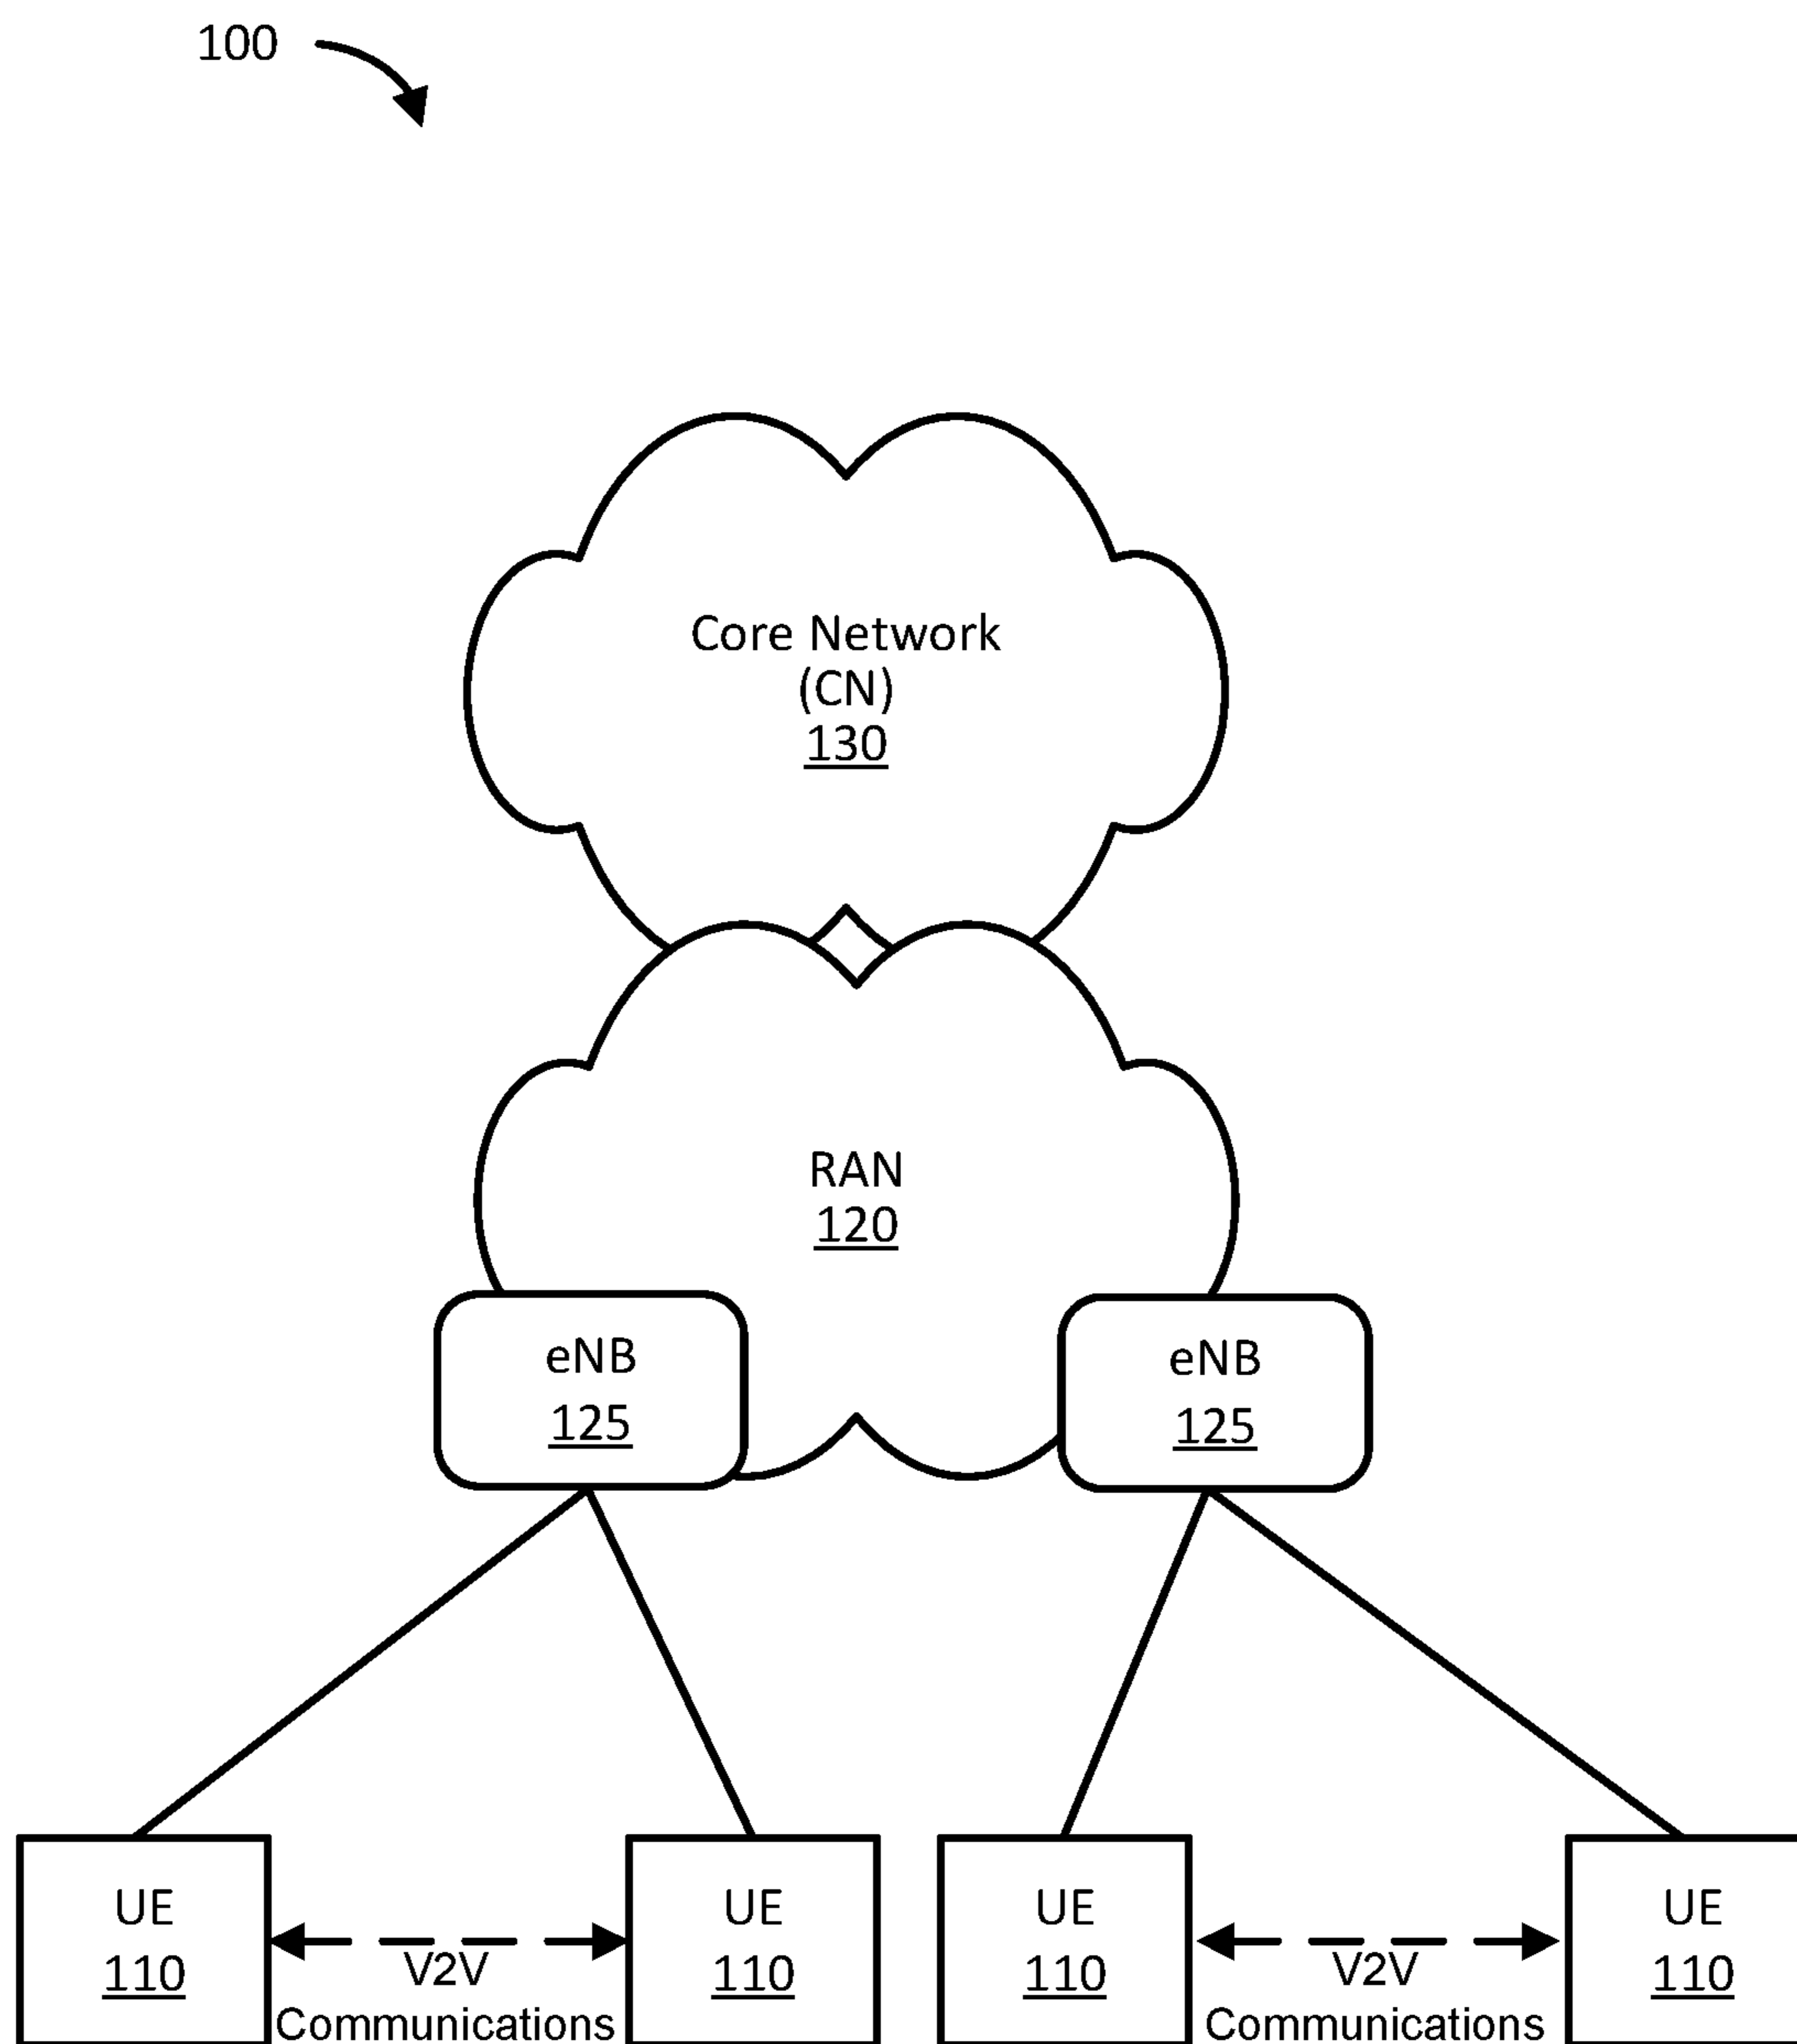 100
Core Network
(CN)
130
RAN
120
eNB
125
eNB
125
UE
110
V2V
Communications
UE
110
UE
110
V2V
Communications
UE
110